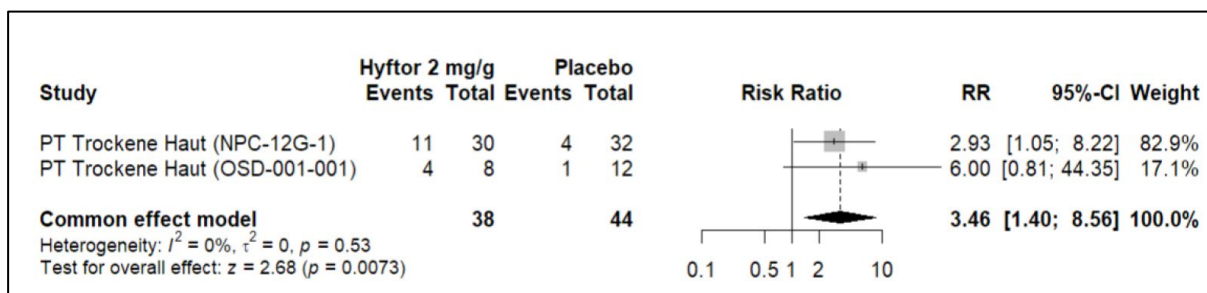 Hyftor 2 mg/g Placebo
Study Events Total Events Total Risk Ratio RR 95%-CI Weight
PT Trockene Haut (NPC-12G-1) 11 30 4 32 2.93 [1.05; 8.22] 82.9%
PT Trockene Haut (OSD-001-001) 4 8 1 12 6.00 [0.81; 44.35] 17.1%
Common effect model 38 44 3.46 [1.40; 8.56] 100.0%
Heterogeneity: I² = 0%, τ² = 0, p = 0.53
Test for overall effect: z = 2.68 (p = 0.0073)
0.1 0.5 1 2 10